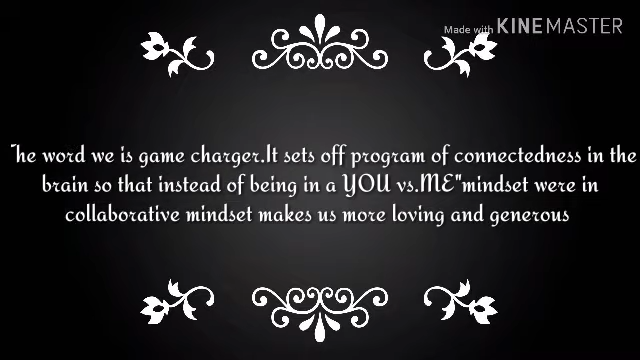 Made with KINEMASTER
The word we is game charger.It sets off program of connectedness in the
brain so that instead of being in a YOU vs.ME"mindset were in
collaborative mindset makes us more loving and generous